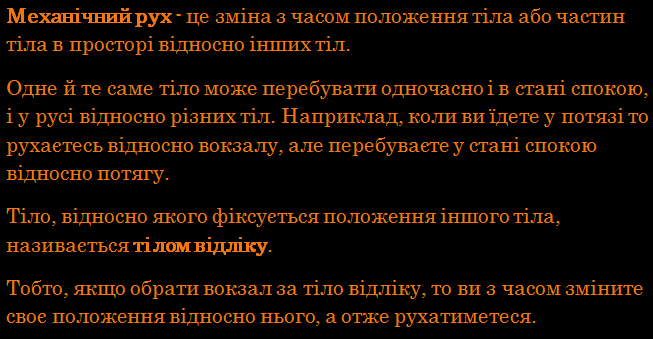 Механічний рух - це зміна з часом положення тіла або частин
тіла в просторі відносно інших тіл.
Одне й те саме тіло може перебувати одночасно і в стані спокою,
і у русі відносно різних тіл. Наприклад, коли ви їдете у потязі то
рухаєтесь відносно вокзалу, але перебуваєте у стані спокою
відносно потягу.
Тіло, відносно якого фіксується положення іншого тіла,
називається тілом відліку.
Тобто, якщо обрати вокзал за тіло відліку, то ви з часом зміните
своє положення відносно нього, а отже рухатиметеся.